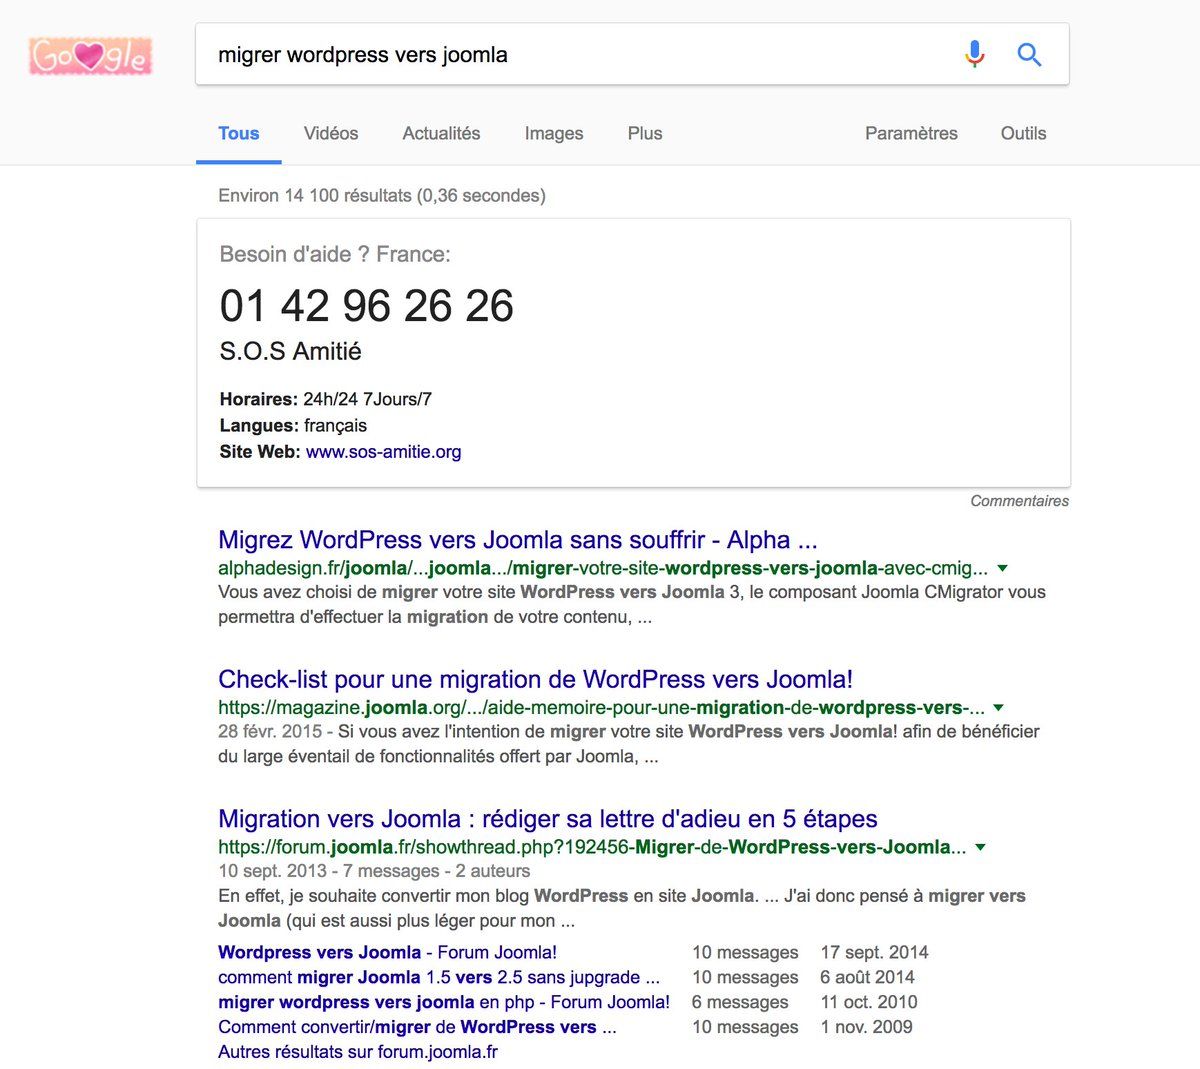 Google
migrer wordpress vers joomla
Tous Vidéos Actualités Images Plus Paramètres Outils
Environ 14 100 résultats (0,36 secondes)
Besoin d'aide ? France:
01 42 96 26 26
S.O.S Amitié
Horaires: 24h/24 7Jours/7
Langues: français
Site Web: www.sos-amitie.org
Commentaires
Migrez WordPress vers Joomla sans souffrir - Alpha ...
alphadesign.fr/joomla/...joomla.../migrer-votre-site-wordpress-vers-joomla-avec-cmig...
Vous avez choisi de migrer votre site WordPress vers Joomla 3, le composant Joomla CMigrator vous
permettra d'effectuer la migration de votre contenu, ...
Check-list pour une migration de WordPress vers Joomla!
https://magazine.joomla.org/.../aide-memoire-pour-une-migration-de-wordpress-vers-...
28 févr. 2015 - Si vous avez l'intention de migrer votre site WordPress vers Joomla! afin de bénéficier
du large éventail de fonctionnalités offert par Joomla, ...
Migration vers Joomla : rédiger sa lettre d'adieu en 5 étapes
https://forum.joomla.fr/showthread.php?192456-Migrer-de-WordPress-vers-Joomla...
10 sept. 2013 - 7 messages - 2 auteurs
En effet, je souhaite convertir mon blog WordPress en site Joomla. ... J'ai donc pensé à migrer vers
Joomla (qui est aussi plus léger pour mon ...
Wordpress vers Joomla - Forum Joomla! 10 messages 17 sept. 2014
comment migrer Joomla 1.5 vers 2.5 sans jupgrade ... 10 messages 6 août 2014
migrer wordpress vers joomla en php - Forum Joomla! 6 messages 11 oct. 2010
Comment convertir/migrer de WordPress vers ... 10 messages 1 nov. 2009
Autres résultats sur forum.joomla.fr